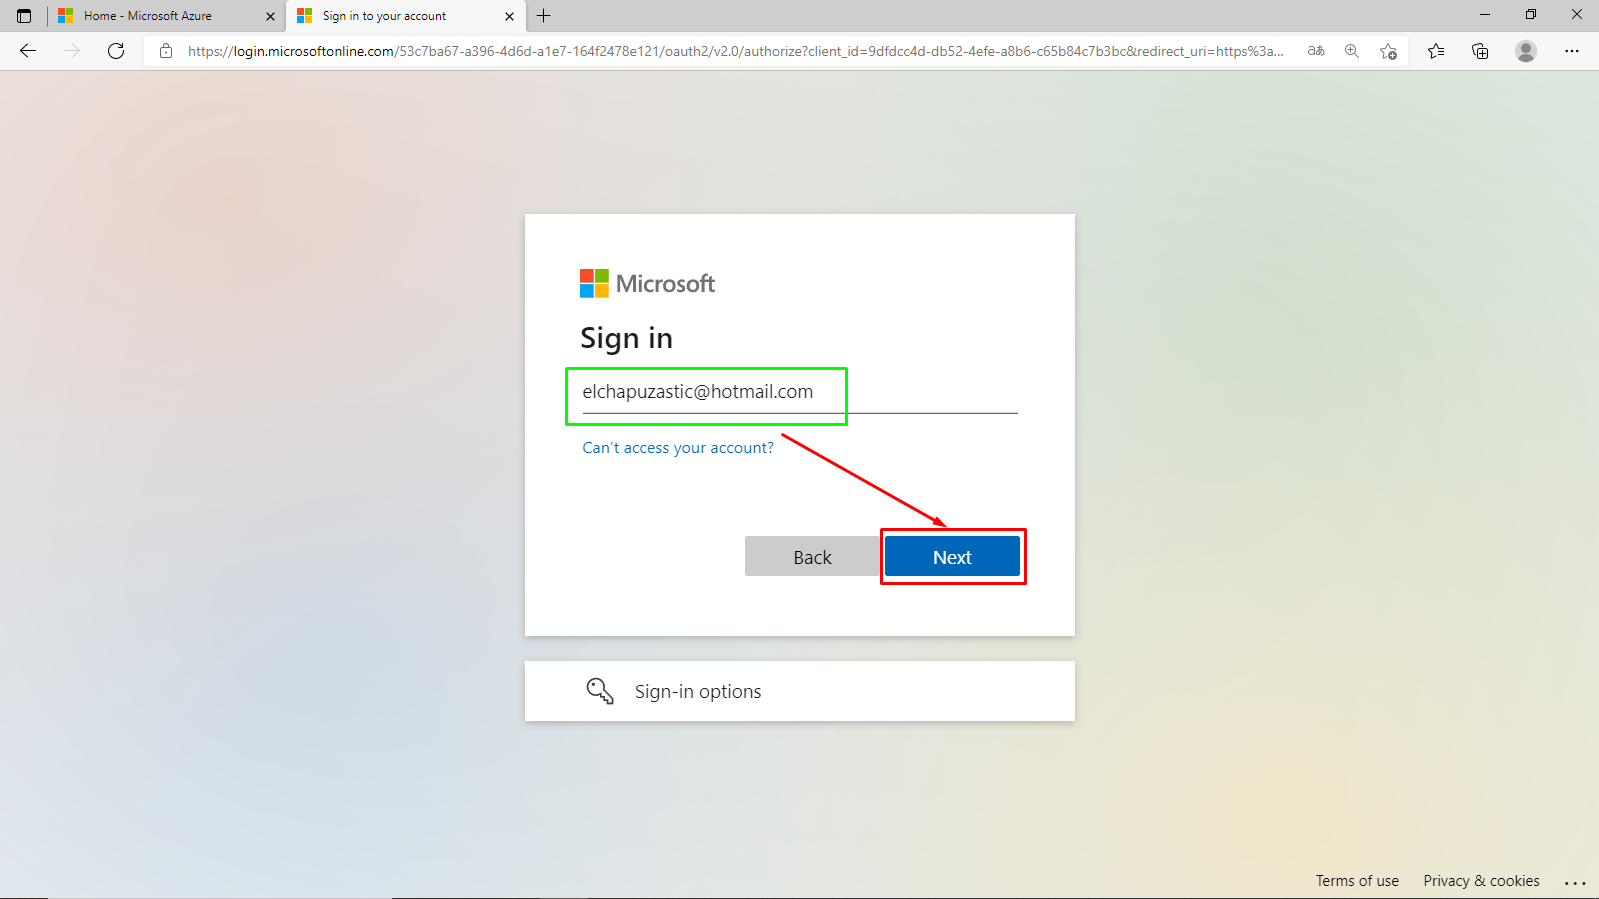 Home - Microsoft Azure
Sign in to your account
https://login.microsoftonline.com/53c7ba67-a396-4d6d-a1e7-164f2478e121/oauth2/v2.0/authorize?client_id=9dfdcc4d-db52-4efe-a8b6-c65b84c7b3bc&redirect_uri=https%3a...
aあ
Microsoft
Sign in
elchapuzastic@hotmail.com
Can't access your account?
Back
Next
Sign-in options
Terms of use
Privacy & cookies